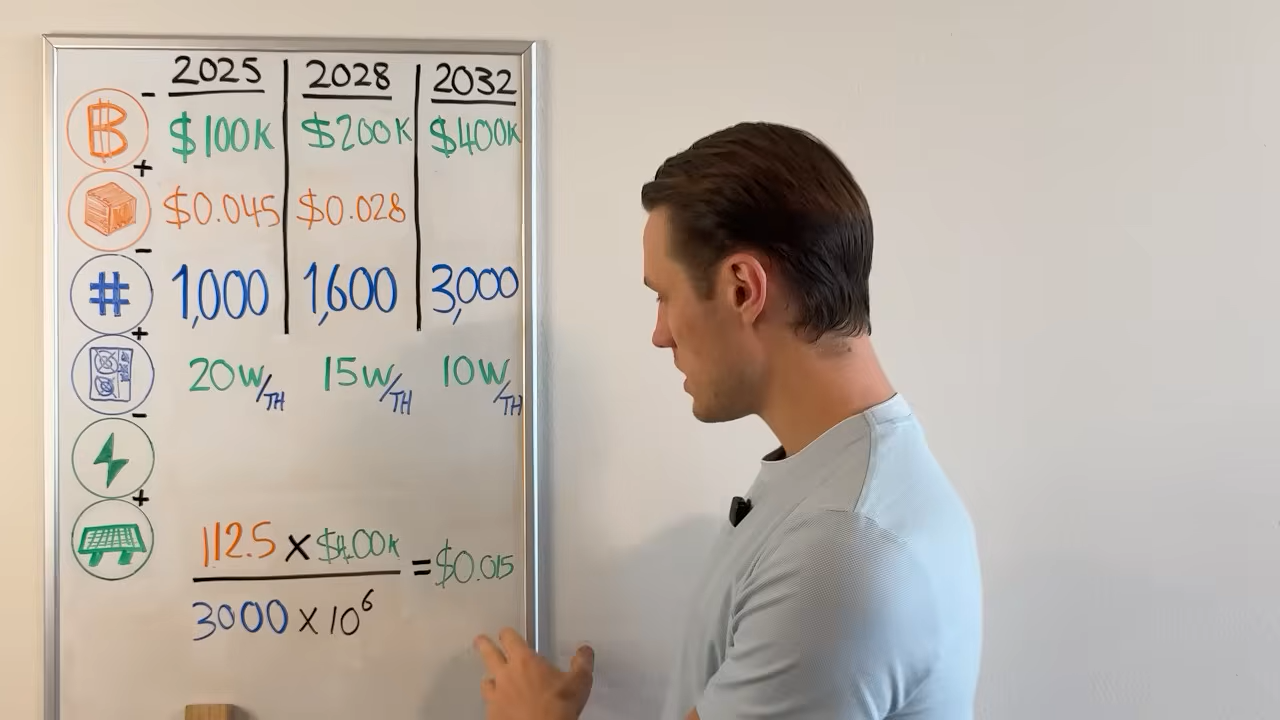 2025 2028 2032
$100K $200K $400K
$0.045 $0.028
# 1,000 1,600 3,000
20W/TH 15W/TH 10W/TH
112.5 x $400K = $0.015
3000 x 10⁶